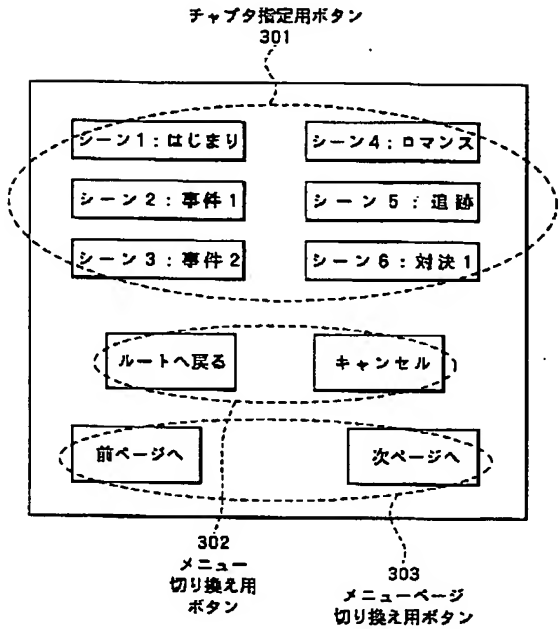 チャプタ指定用ボタン
301
シーン1:はじまり
シーン4:ロマンス
シーン2:事件1
シーン5:追跡
シーン3:事件2
シーン6:対決1
ルートへ戻る
キャンセル
前ページへ
次ページへ
302
メニュー
切り換え用
ボタン
303
メニューページ
切り換え用ボタン